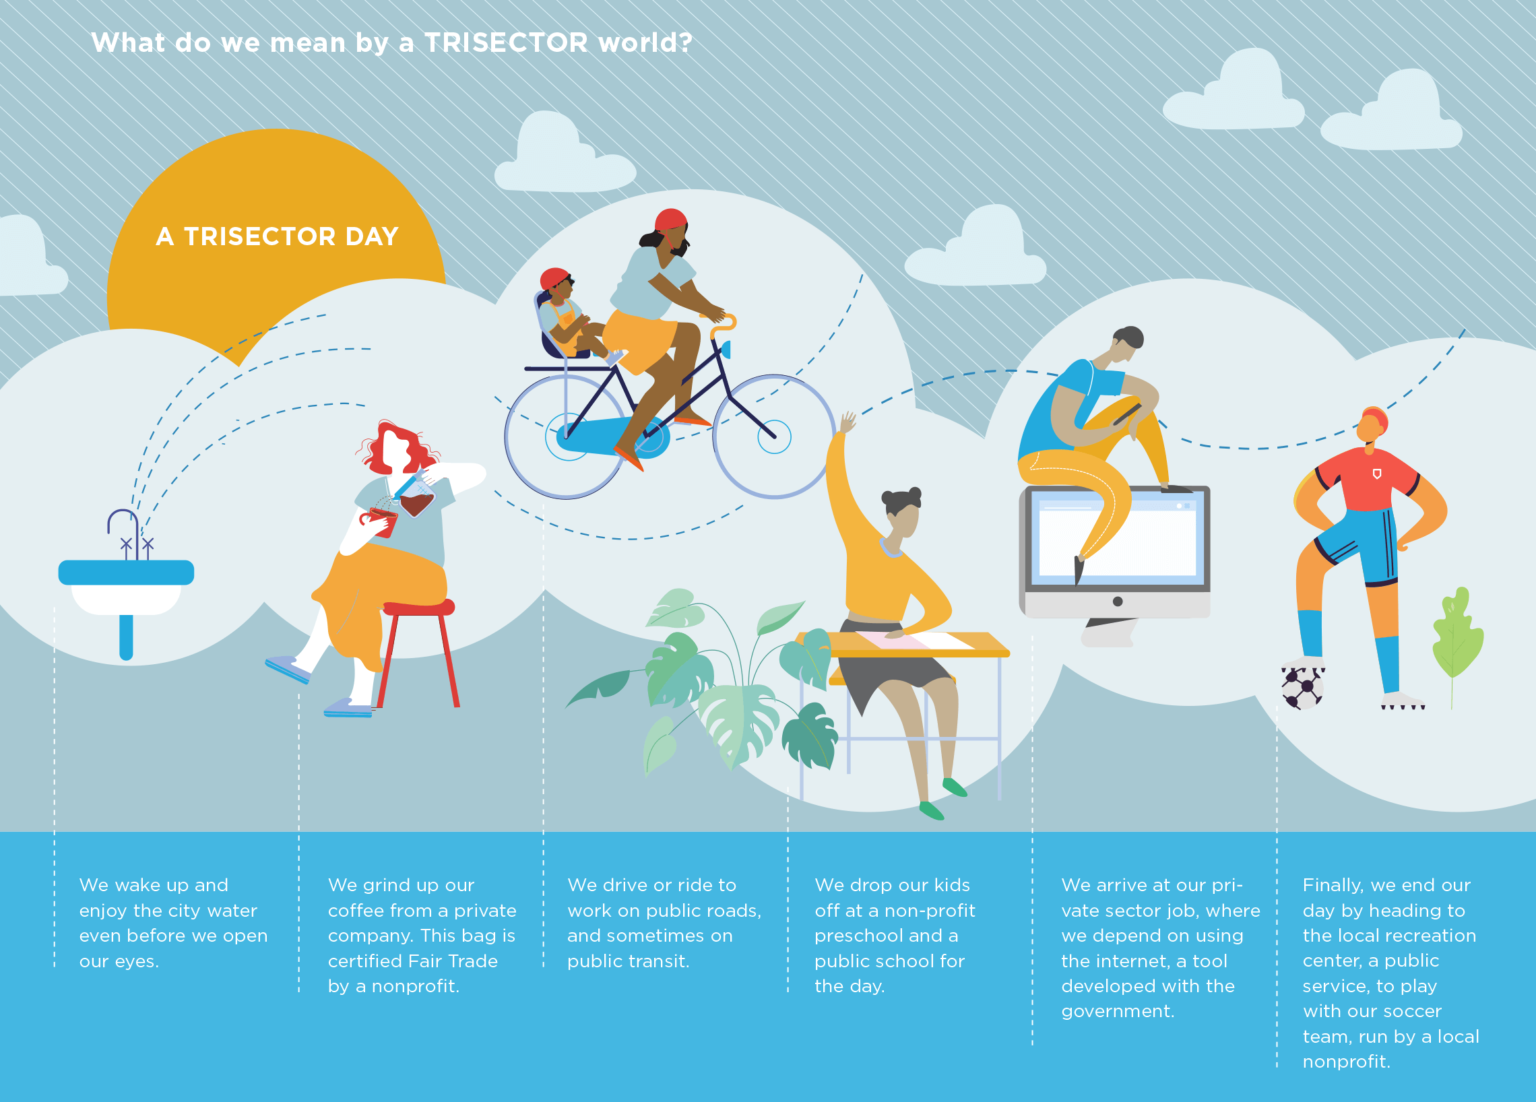 What do we mean by a TRISECTOR world?
A TRISECTOR DAY
We wake up and
enjoy the city water
even before we open
our eyes.
We grind up our
coffee from a private
company. This bag is
certified Fair Trade
by a nonprofit.
We drive or ride to
work on public roads,
and sometimes on
public transit.
We drop our kids
off at a non-profit
preschool and a
public school for
the day.
We arrive at our pri-
vate sector job, where
we depend on using
the internet, a tool
developed with the
government.
Finally, we end our
day by heading to
the local recreation
center, a public
service, to play
with our soccer
team, run by a local
nonprofit.